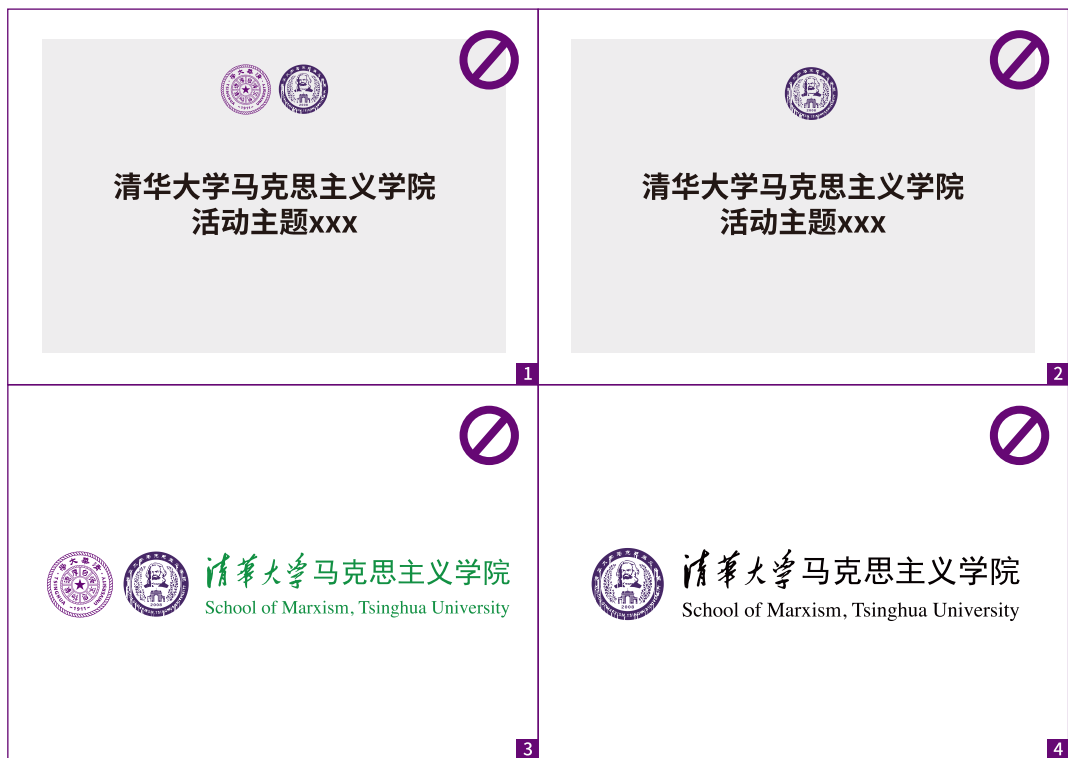 清华大学马克思主义学院
活动主题xxx
1
清华大学马克思主义学院
活动主题xxx
2
1911
2008
清華大学马克思主义学院
School of Marxism, Tsinghua University
3
2008
清華大学马克思主义学院
School of Marxism, Tsinghua University
4